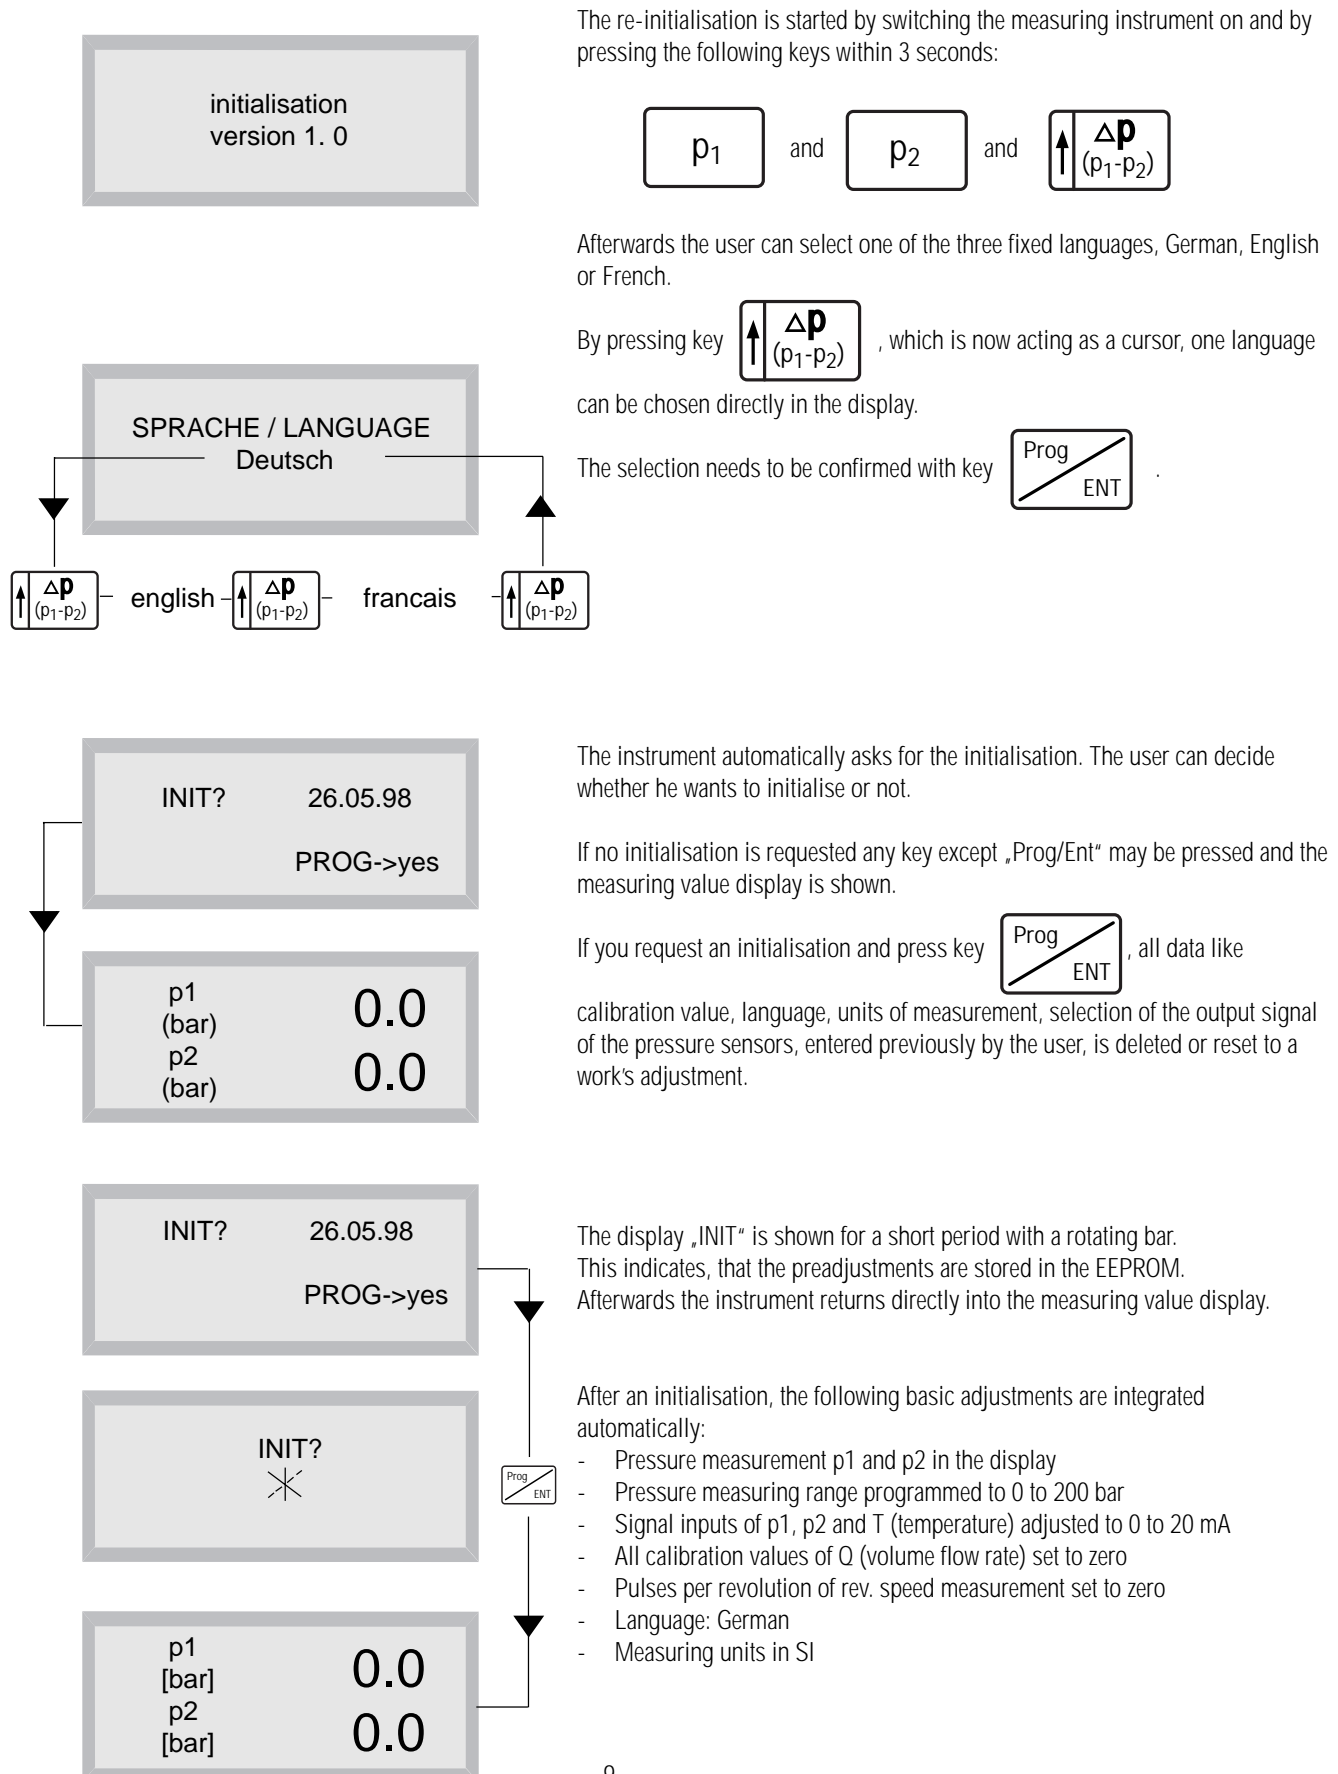 The re-initialisation is started by switching the measuring instrument on and by
pressing the following keys within 3 seconds:
initialisation
version 1. 0
p1 and p2 and Δp
(p1-p2)
Afterwards the user can select one of the three fixed languages, German, English
or French.
By pressing key Δp
(p1-p2) , which is now acting as a cursor, one language
can be chosen directly in the display.
SPRACHE / LANGUAGE
Deutsch
The selection needs to be confirmed with key Prog
ENT .
Δp
(p1-p2) – english – Δp
(p1-p2) – francais – Δp
(p1-p2)
INIT? 26.05.98
PROG->yes
The instrument automatically asks for the initialisation. The user can decide
whether he wants to initialise or not.
If no initialisation is requested any key except „Prog/Ent“ may be pressed and the
measuring value display is shown.
If you request an initialisation and press key Prog
ENT , all data like
calibration value, language, units of measurement, selection of the output signal
of the pressure sensors, entered previously by the user, is deleted or reset to a
work's adjustment.
p1
(bar) 0.0
p2
(bar) 0.0
INIT? 26.05.98
PROG->yes
The display „INIT“ is shown for a short period with a rotating bar.
This indicates, that the preadjustments are stored in the EEPROM.
Afterwards the instrument returns directly into the measuring value display.
INIT?
Prog
ENT
After an initialisation, the following basic adjustments are integrated
automatically:
- Pressure measurement p1 and p2 in the display
- Pressure measuring range programmed to 0 to 200 bar
- Signal inputs of p1, p2 and T (temperature) adjusted to 0 to 20 mA
- All calibration values of Q (volume flow rate) set to zero
- Pulses per revolution of rev. speed measurement set to zero
- Language: German
- Measuring units in SI
p1
[bar] 0.0
p2
[bar] 0.0